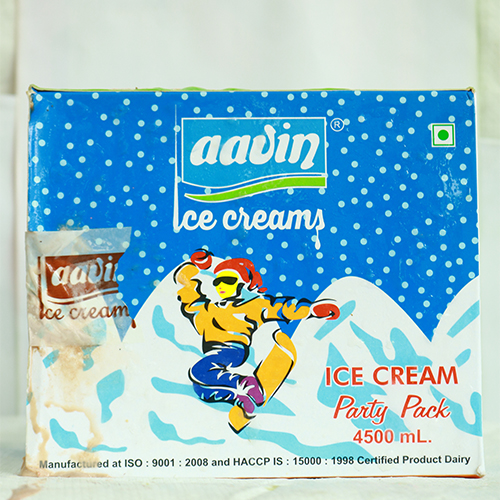 aavin ®
Ice creams
aavin
Ice cream
ICE CREAM
Party Pack
4500 mL.
Manufactured at ISO : 9001 : 2008 and HACCP IS : 15000 : 1998 Certified Product Dairy